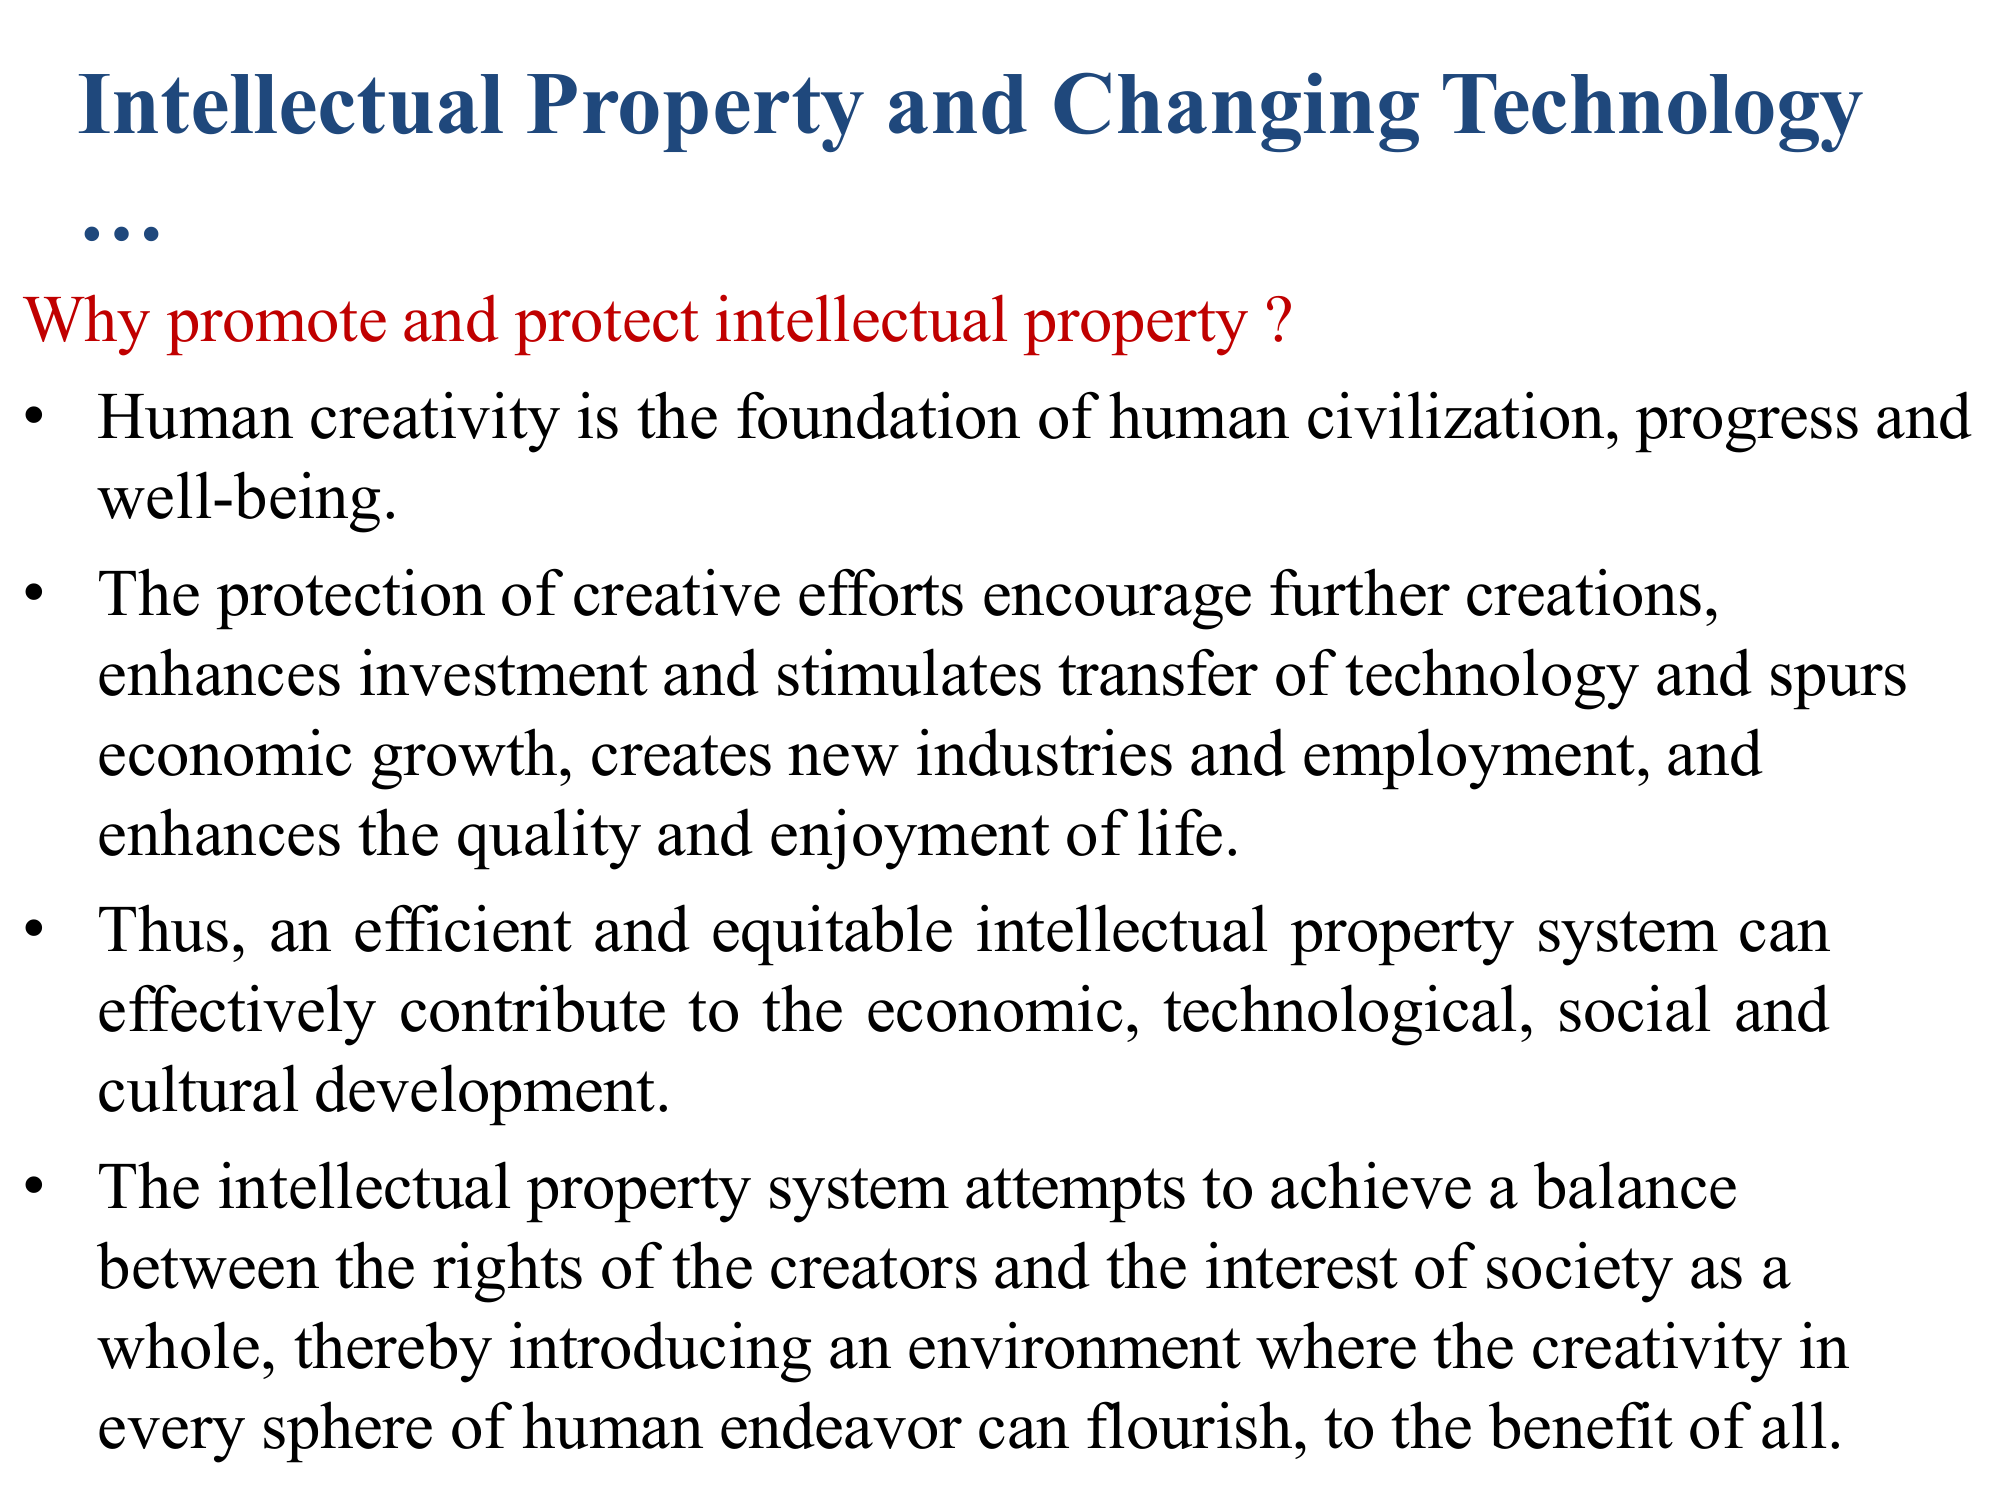 Intellectual Property and Changing Technology
…
Why promote and protect intellectual property ?
• Human creativity is the foundation of human civilization, progress and
well-being.
• The protection of creative efforts encourage further creations,
enhances investment and stimulates transfer of technology and spurs
economic growth, creates new industries and employment, and
enhances the quality and enjoyment of life.
• Thus, an efficient and equitable intellectual property system can
effectively contribute to the economic, technological, social and
cultural development.
• The intellectual property system attempts to achieve a balance
between the rights of the creators and the interest of society as a
whole, thereby introducing an environment where the creativity in
every sphere of human endeavor can flourish, to the benefit of all.